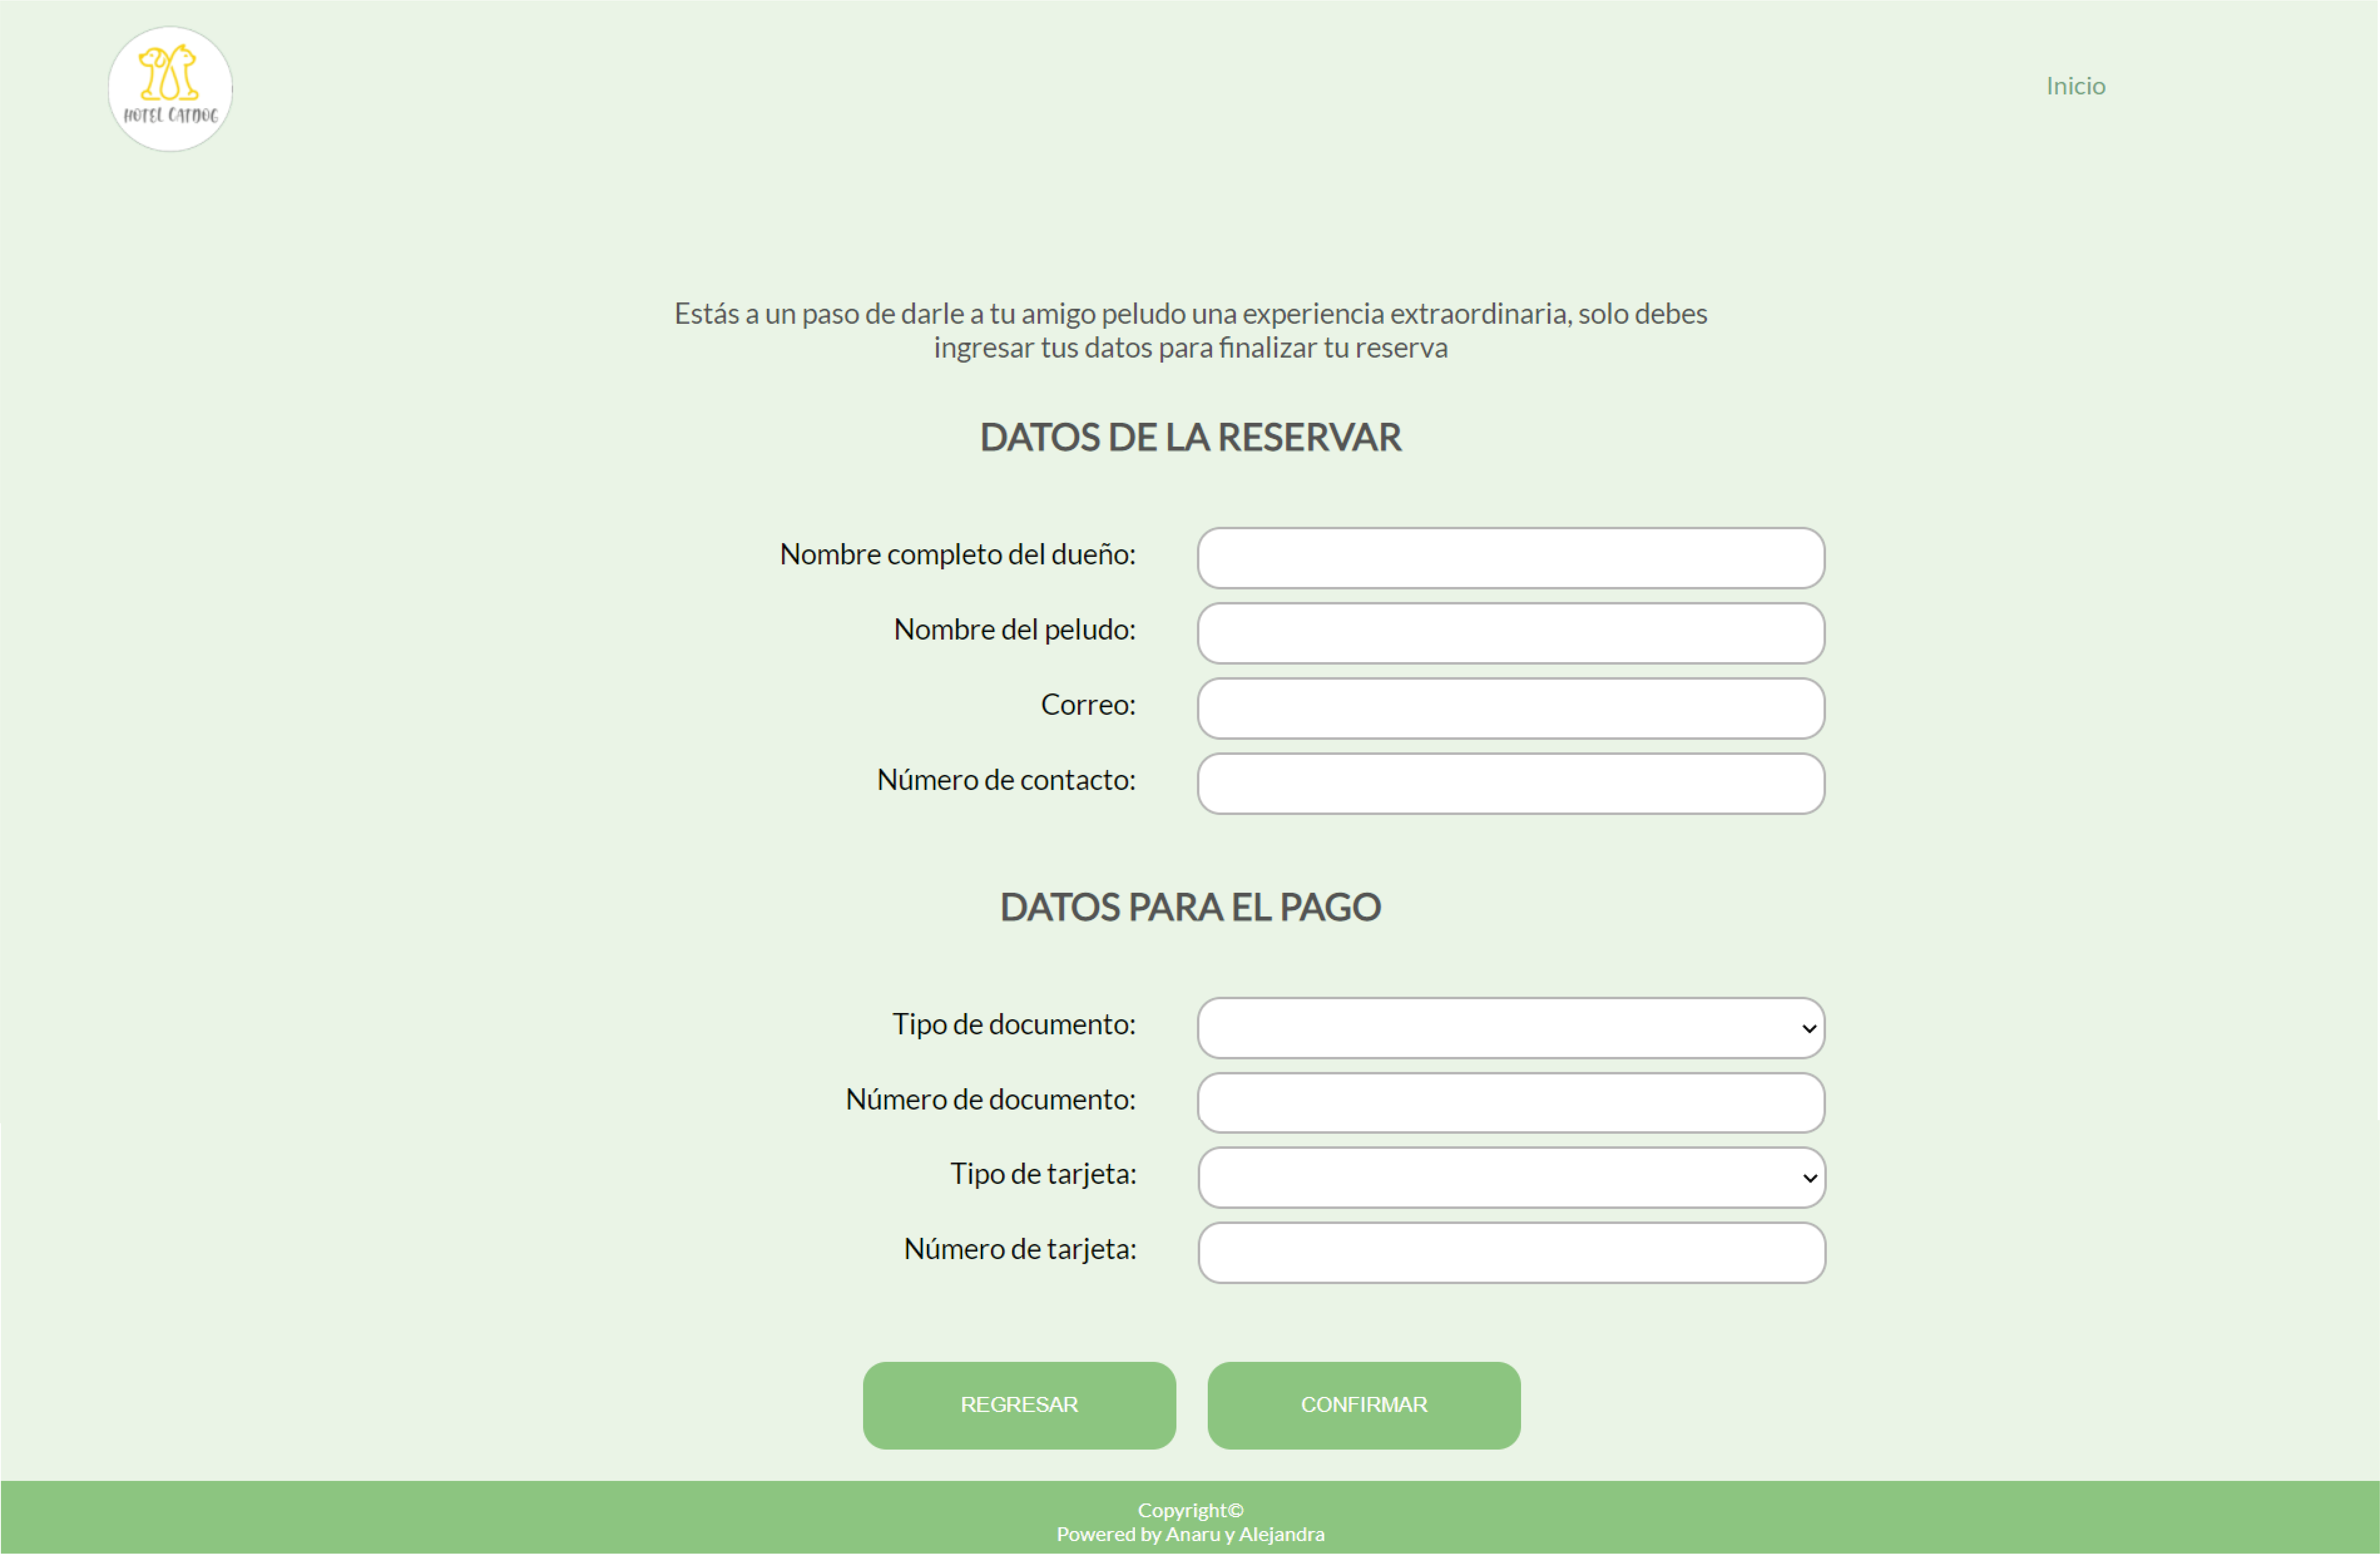 HOTEL CATDOG
Inicio
Estás a un paso de darle a tu amigo peludo una experiencia extraordinaria, solo debes
ingresar tus datos para finalizar tu reserva
DATOS DE LA RESERVAR
Nombre completo del dueño:
Nombre del peludo:
Correo:
Número de contacto:
DATOS PARA EL PAGO
Tipo de documento:
Número de documento:
Tipo de tarjeta:
Número de tarjeta:
REGRESAR
CONFIRMAR
Copyright©
Powered by Anaru y Alejandra